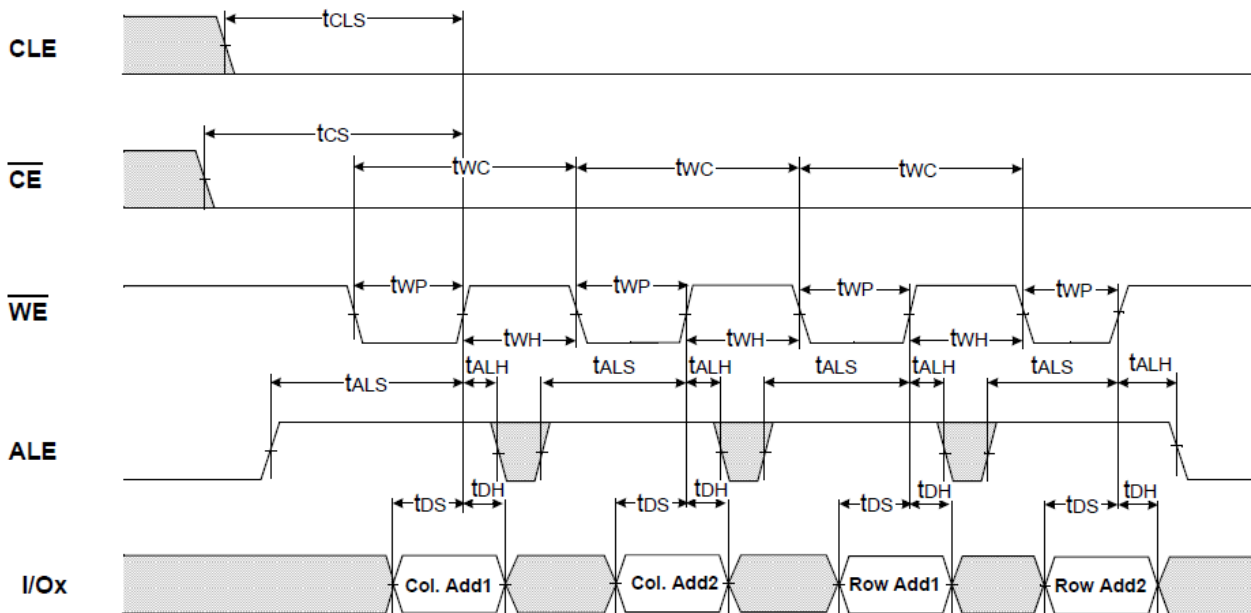 CLE
tCLS
CE
tCS
tWC tWC tWC
WE
tWP tWP tWP tWP
tWH tWH tWH
tALS tALH tALS tALH tALS tALH tALS tALH
ALE
tDS tDH tDS tDH tDS tDH tDS tDH
I/Ox
Col. Add1 Col. Add2 Row Add1 Row Add2